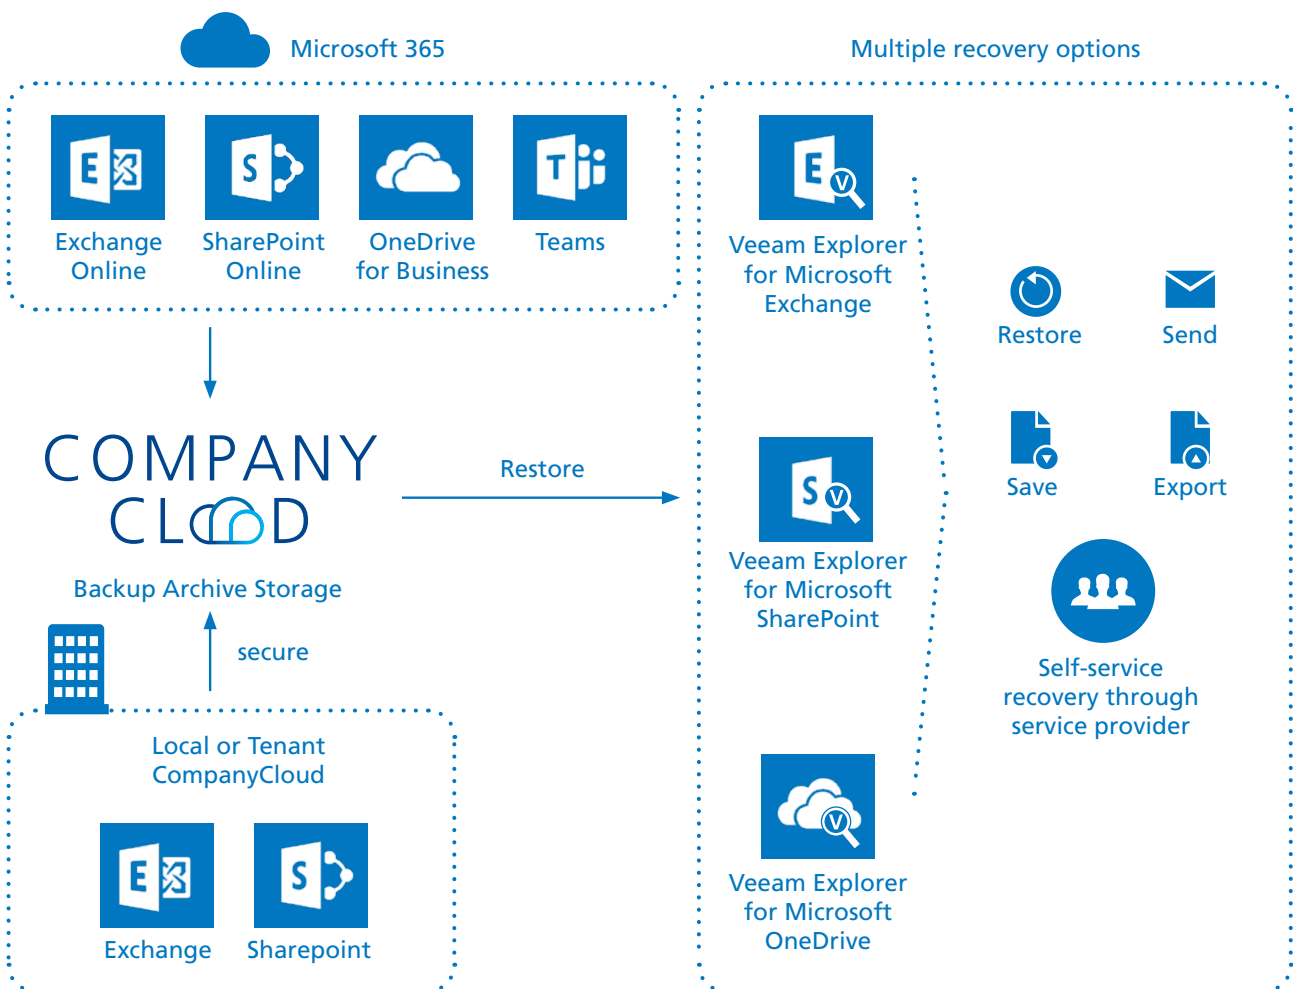 Microsoft 365
Exchange
Online
SharePoint
Online
OneDrive
for Business
Teams
COMPANY
CLOUD
Backup Archive Storage
secure
Local or Tenant
CompanyCloud
Exchange
Sharepoint
Restore
Multiple recovery options
Veeam Explorer
for Microsoft
Exchange
Veeam Explorer
for Microsoft
SharePoint
Veeam Explorer
for Microsoft
OneDrive
Restore
Send
Save
Export
Self-service
recovery through
service provider